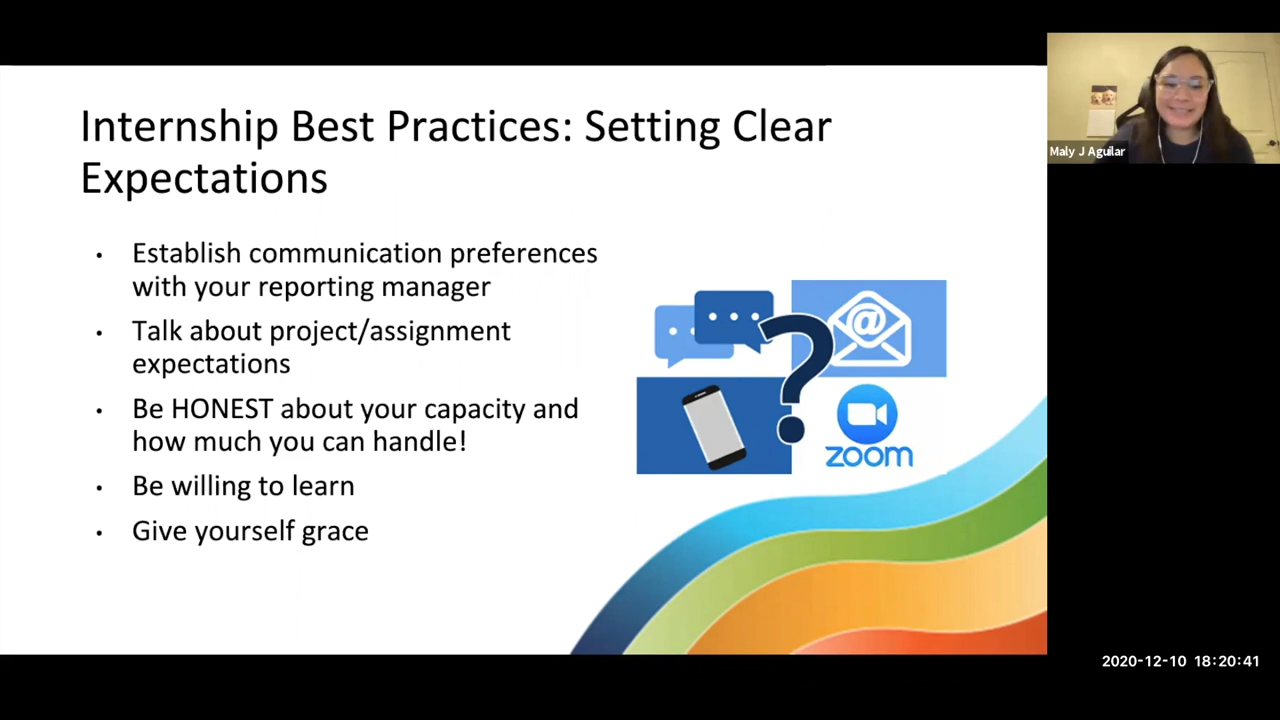 Internship Best Practices: Setting Clear
Expectations
• Establish communication preferences
with your reporting manager
• Talk about project/assignment
expectations
• Be HONEST about your capacity and
how much you can handle!
• Be willing to learn
• Give yourself grace
@
?
zoom
Maly J Aguilar
2020-12-10 18:20:41